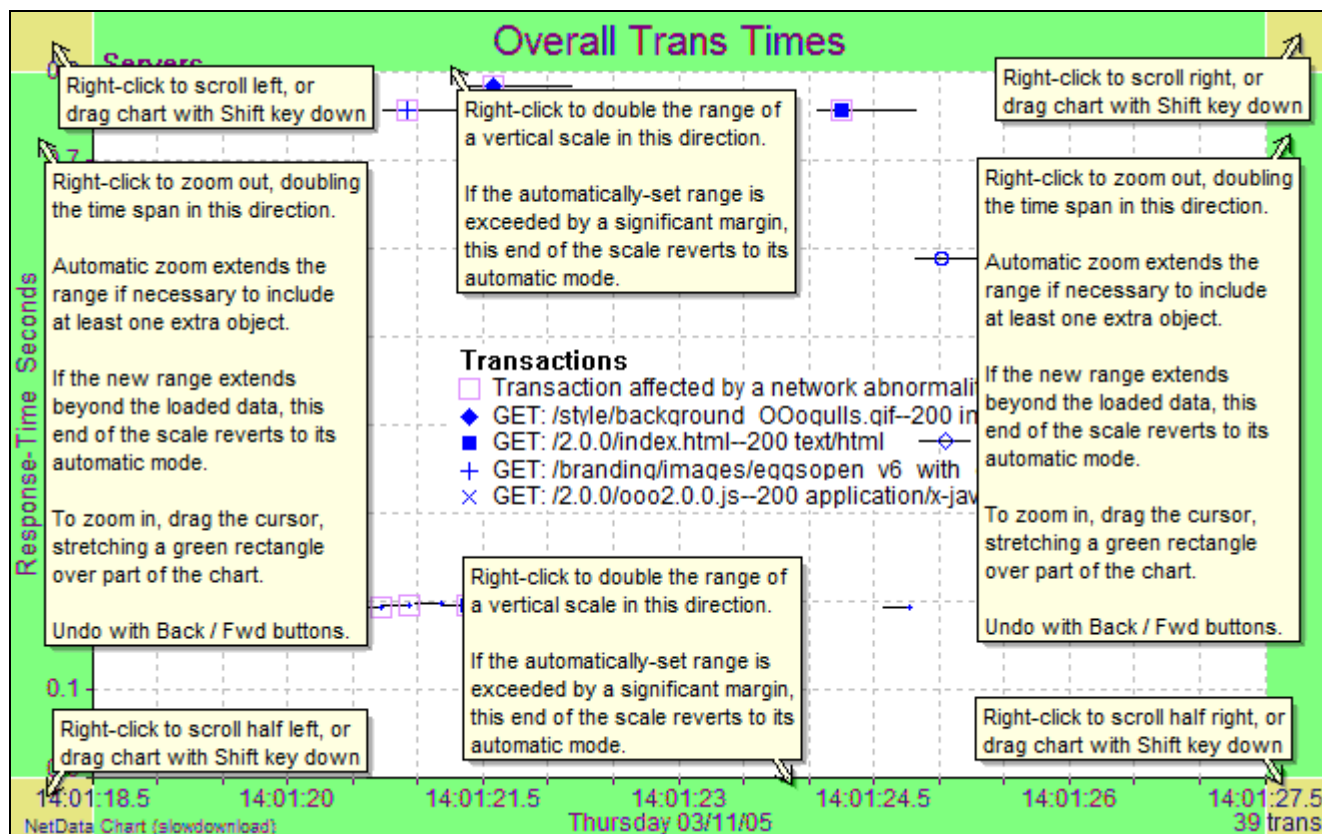 Overall Trans Times
Servers
Right-click to scroll left, or
drag chart with Shift key down
Right-click to double the range of
a vertical scale in this direction.
If the automatically-set range is
exceeded by a significant margin,
this end of the scale reverts to its
automatic mode.
Right-click to scroll right, or
drag chart with Shift key down
0.7
Right-click to zoom out, doubling
the time span in this direction.
Automatic zoom extends the
range if necessary to include
at least one extra object.
If the new range extends
beyond the loaded data, this
end of the scale reverts to its
automatic mode.
To zoom in, drag the cursor,
stretching a green rectangle
over part of the chart.
Undo with Back / Fwd buttons.
Right-click to zoom out, doubling
the time span in this direction.
Automatic zoom extends the
range if necessary to include
at least one extra object.
If the new range extends
beyond the loaded data, this
end of the scale reverts to its
automatic mode.
To zoom in, drag the cursor,
stretching a green rectangle
over part of the chart.
Undo with Back / Fwd buttons.
Response-Time Seconds
Transactions
Transaction affected by a network abnormali
GET: /style/background_OOogulls.gif--200 in
GET: /2.0.0/index.html--200 text/html
GET: /branding/images/eggsopen_v6_with_
GET: /2.0.0/ooo2.0.0.js--200 application/x-jav
Right-click to double the range of
a vertical scale in this direction.
If the automatically-set range is
exceeded by a significant margin,
this end of the scale reverts to its
automatic mode.
0.1
Right-click to scroll half left, or
drag chart with Shift key down
Right-click to scroll half right, or
drag chart with Shift key down
14:01:18.5 14:01:20 14:01:21.5 14:01:23 14:01:24.5 14:01:26 14:01:27.5
NetData Chart (slowdownload) Thursday 03/11/05 39 trans